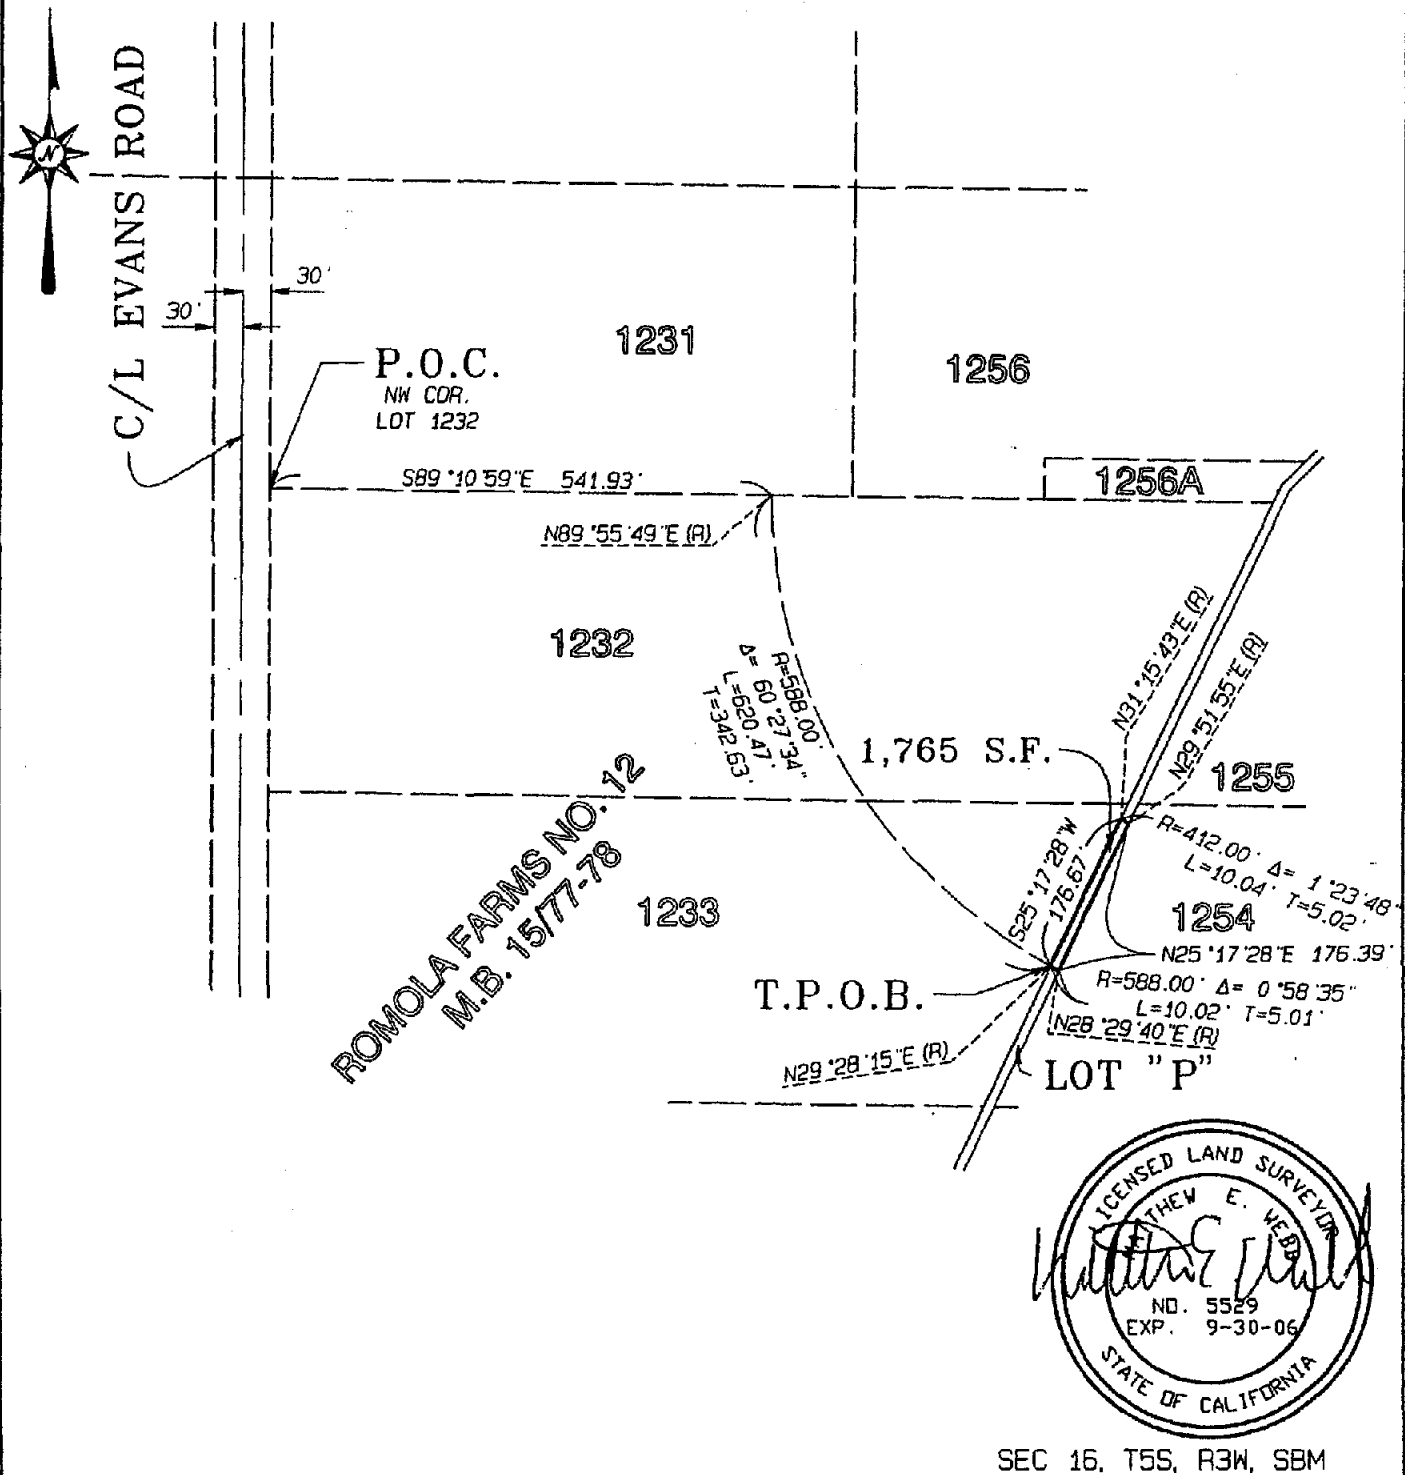 N
C/L EVANS ROAD
30'
30'
P.O.C.
NW COR.
LOT 1232
1231
1256
1256A
S89°10'59"E 541.93'
N89°55'49"E (R)
1232
R=588.00'
Δ= 60°27'34"
L=620.47'
T=342.63'
N31°15'43"E (R)
N29°51'55"E (R)
1,765 S.F.
1255
ROMOLA FARMS NO. 12
M.B. 15/77-78
1233
S25°17'28"W
176.67'
R=412.00' Δ= 1°23'48"
L=10.04' T=5.02'
1254
N25°17'28"E 176.39'
R=588.00' Δ= 0°58'35"
L=10.02' T=5.01'
N28°29'40"E (R)
T.P.O.B.
N29°28'15"E (R)
LOT "P"
LICENSED LAND SURVEYOR
MATTHEW E. WEBB
NO. 5529
EXP. 9-30-06
STATE OF CALIFORNIA
SEC 16, T5S, R3W, SBM